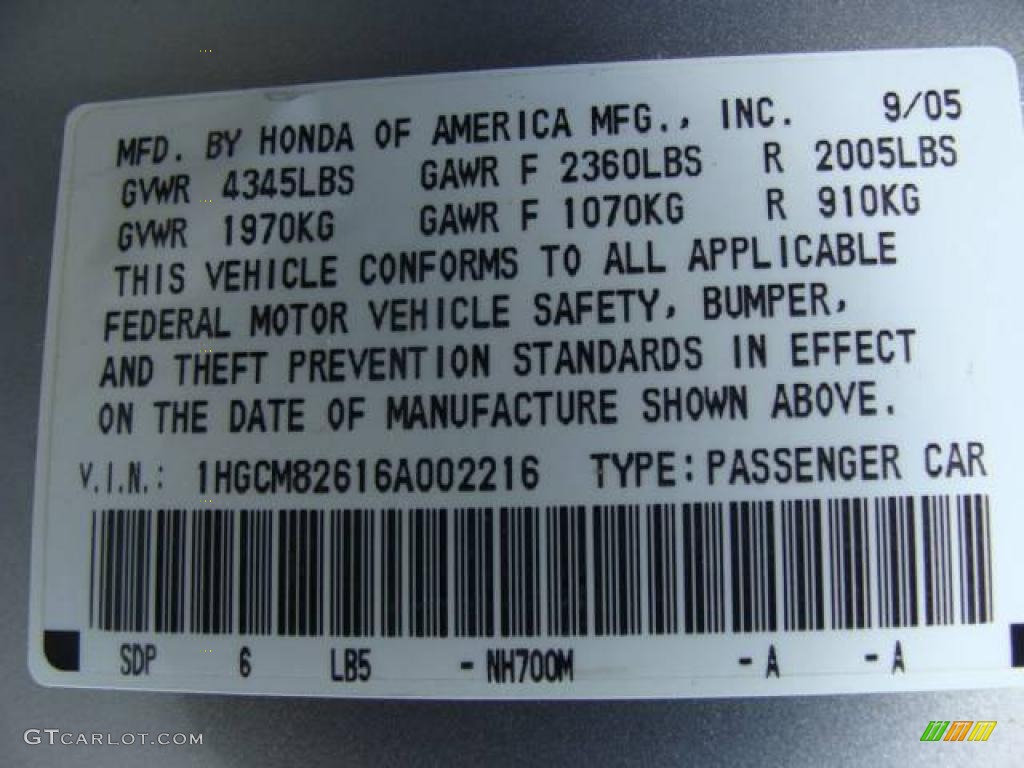 MFD. BY HONDA OF AMERICA MFG., INC. 9/05
GVWR 4345LBS GAWR F 2360LBS R 2005LBS
GVWR 1970KG GAWR F 1070KG R 910KG
THIS VEHICLE CONFORMS TO ALL APPLICABLE
FEDERAL MOTOR VEHICLE SAFETY, BUMPER,
AND THEFT PREVENTION STANDARDS IN EFFECT
ON THE DATE OF MANUFACTURE SHOWN ABOVE.
V.I.N.: 1HGCM82616A002216 TYPE: PASSENGER CAR
SDP 6 LB5 - NH700M - A - A
GTCARLOT.COM